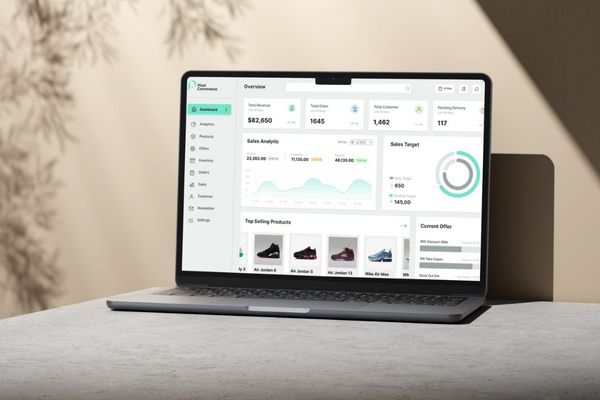 Pixel
Commerce
Overview
Dashboard
Analytics
Products
Offers
Inventory
Orders
Sales
Customer
Newsletter
Settings
Total Revenue
$82,650
Total Order
1645
Total Customer
1,462
Pending Delivery
117
Sales Analytic
23,262.00
11,135.00
48,135.00
Sales Target
650
145,00
Top Selling Products
Air Jordan 8
Air Jordan 5
Air Jordan 13
Nike Air Max
Current Offer
40% Discount Offer
Stock Out Sell